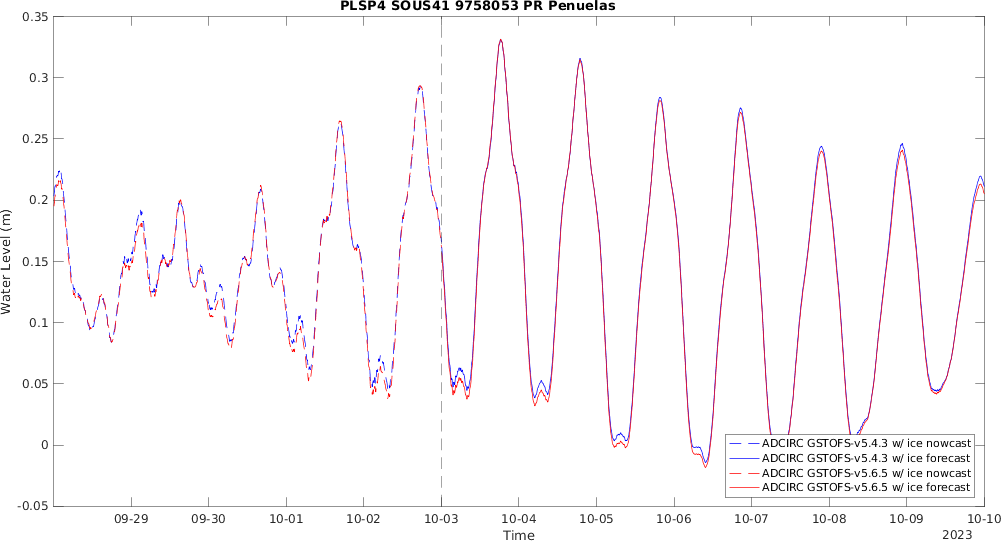 PLSP4 SOUS41 9758053 PR Penuelas
0.35
0.3
0.25
0.2
0.15
0.1
0.05
0
-0.05
Water Level (m)
ADCIRC GSTOFS-v5.4.3 w/ ice nowcast
ADCIRC GSTOFS-v5.4.3 w/ ice forecast
ADCIRC GSTOFS-v5.6.5 w/ ice nowcast
ADCIRC GSTOFS-v5.6.5 w/ ice forecast
09-29 09-30 10-01 10-02 10-03 10-04 10-05 10-06 10-07 10-08 10-09 10-10
Time
2023